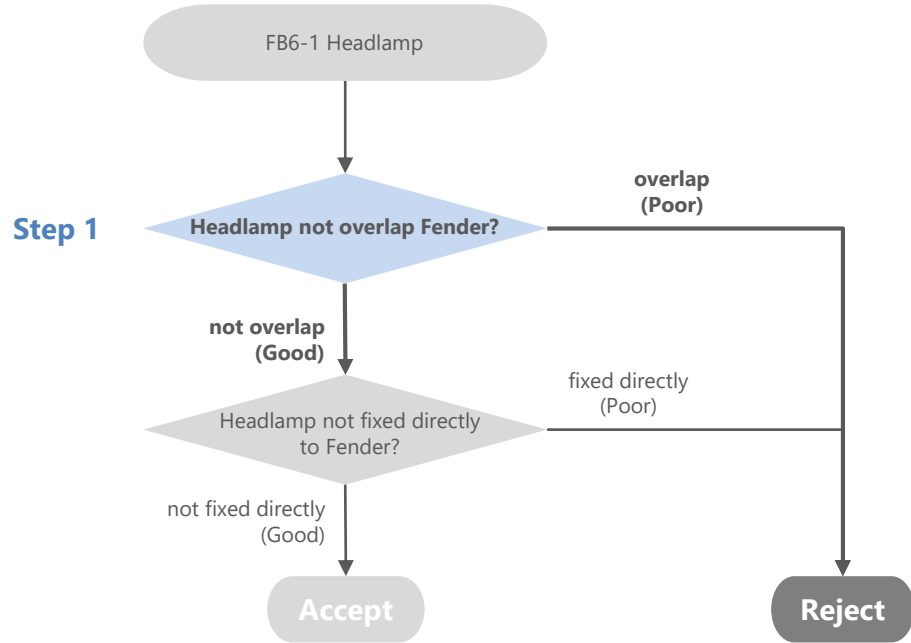 FB6-1 Headlamp
overlap
(Poor)
Step 1
Headlamp not overlap Fender?
not overlap
(Good)
fixed directly
(Poor)
Headlamp not fixed directly
to Fender?
not fixed directly
(Good)
Accept
Reject